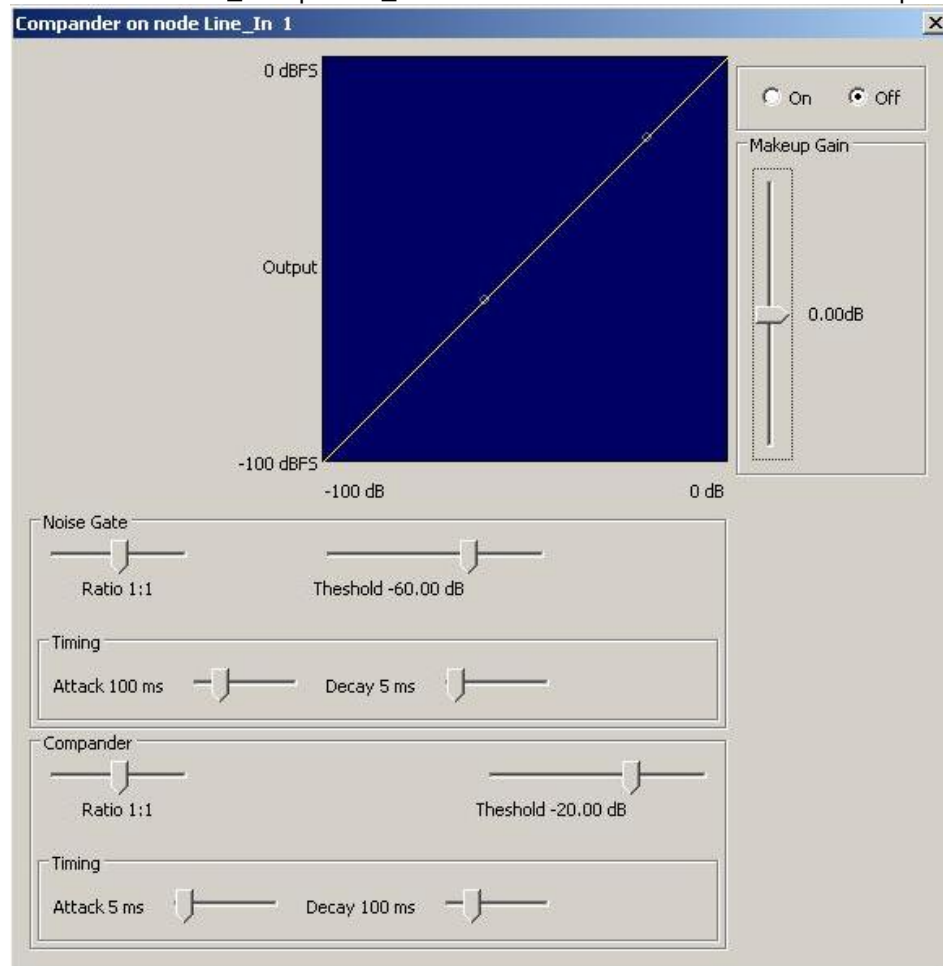 Compander on node Line_In 1
0 dBFS
On Off
Makeup Gain
Output
0.00dB
-100 dBFS
-100 dB 0 dB
Noise Gate
Ratio 1:1 Theshold -60.00 dB
Timing
Attack 100 ms Decay 5 ms
Compander
Ratio 1:1 Theshold -20.00 dB
Timing
Attack 5 ms Decay 100 ms